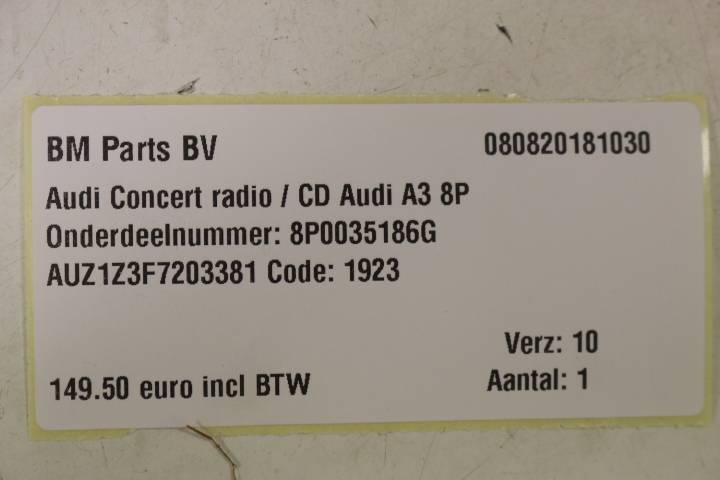 BM Parts BV 080820181030
Audi Concert radio / CD Audi A3 8P
Onderdeelnummer: 8P0035186G
AUZ1Z3F7203381 Code: 1923
Verz: 10
149.50 euro incl BTW Aantal: 1